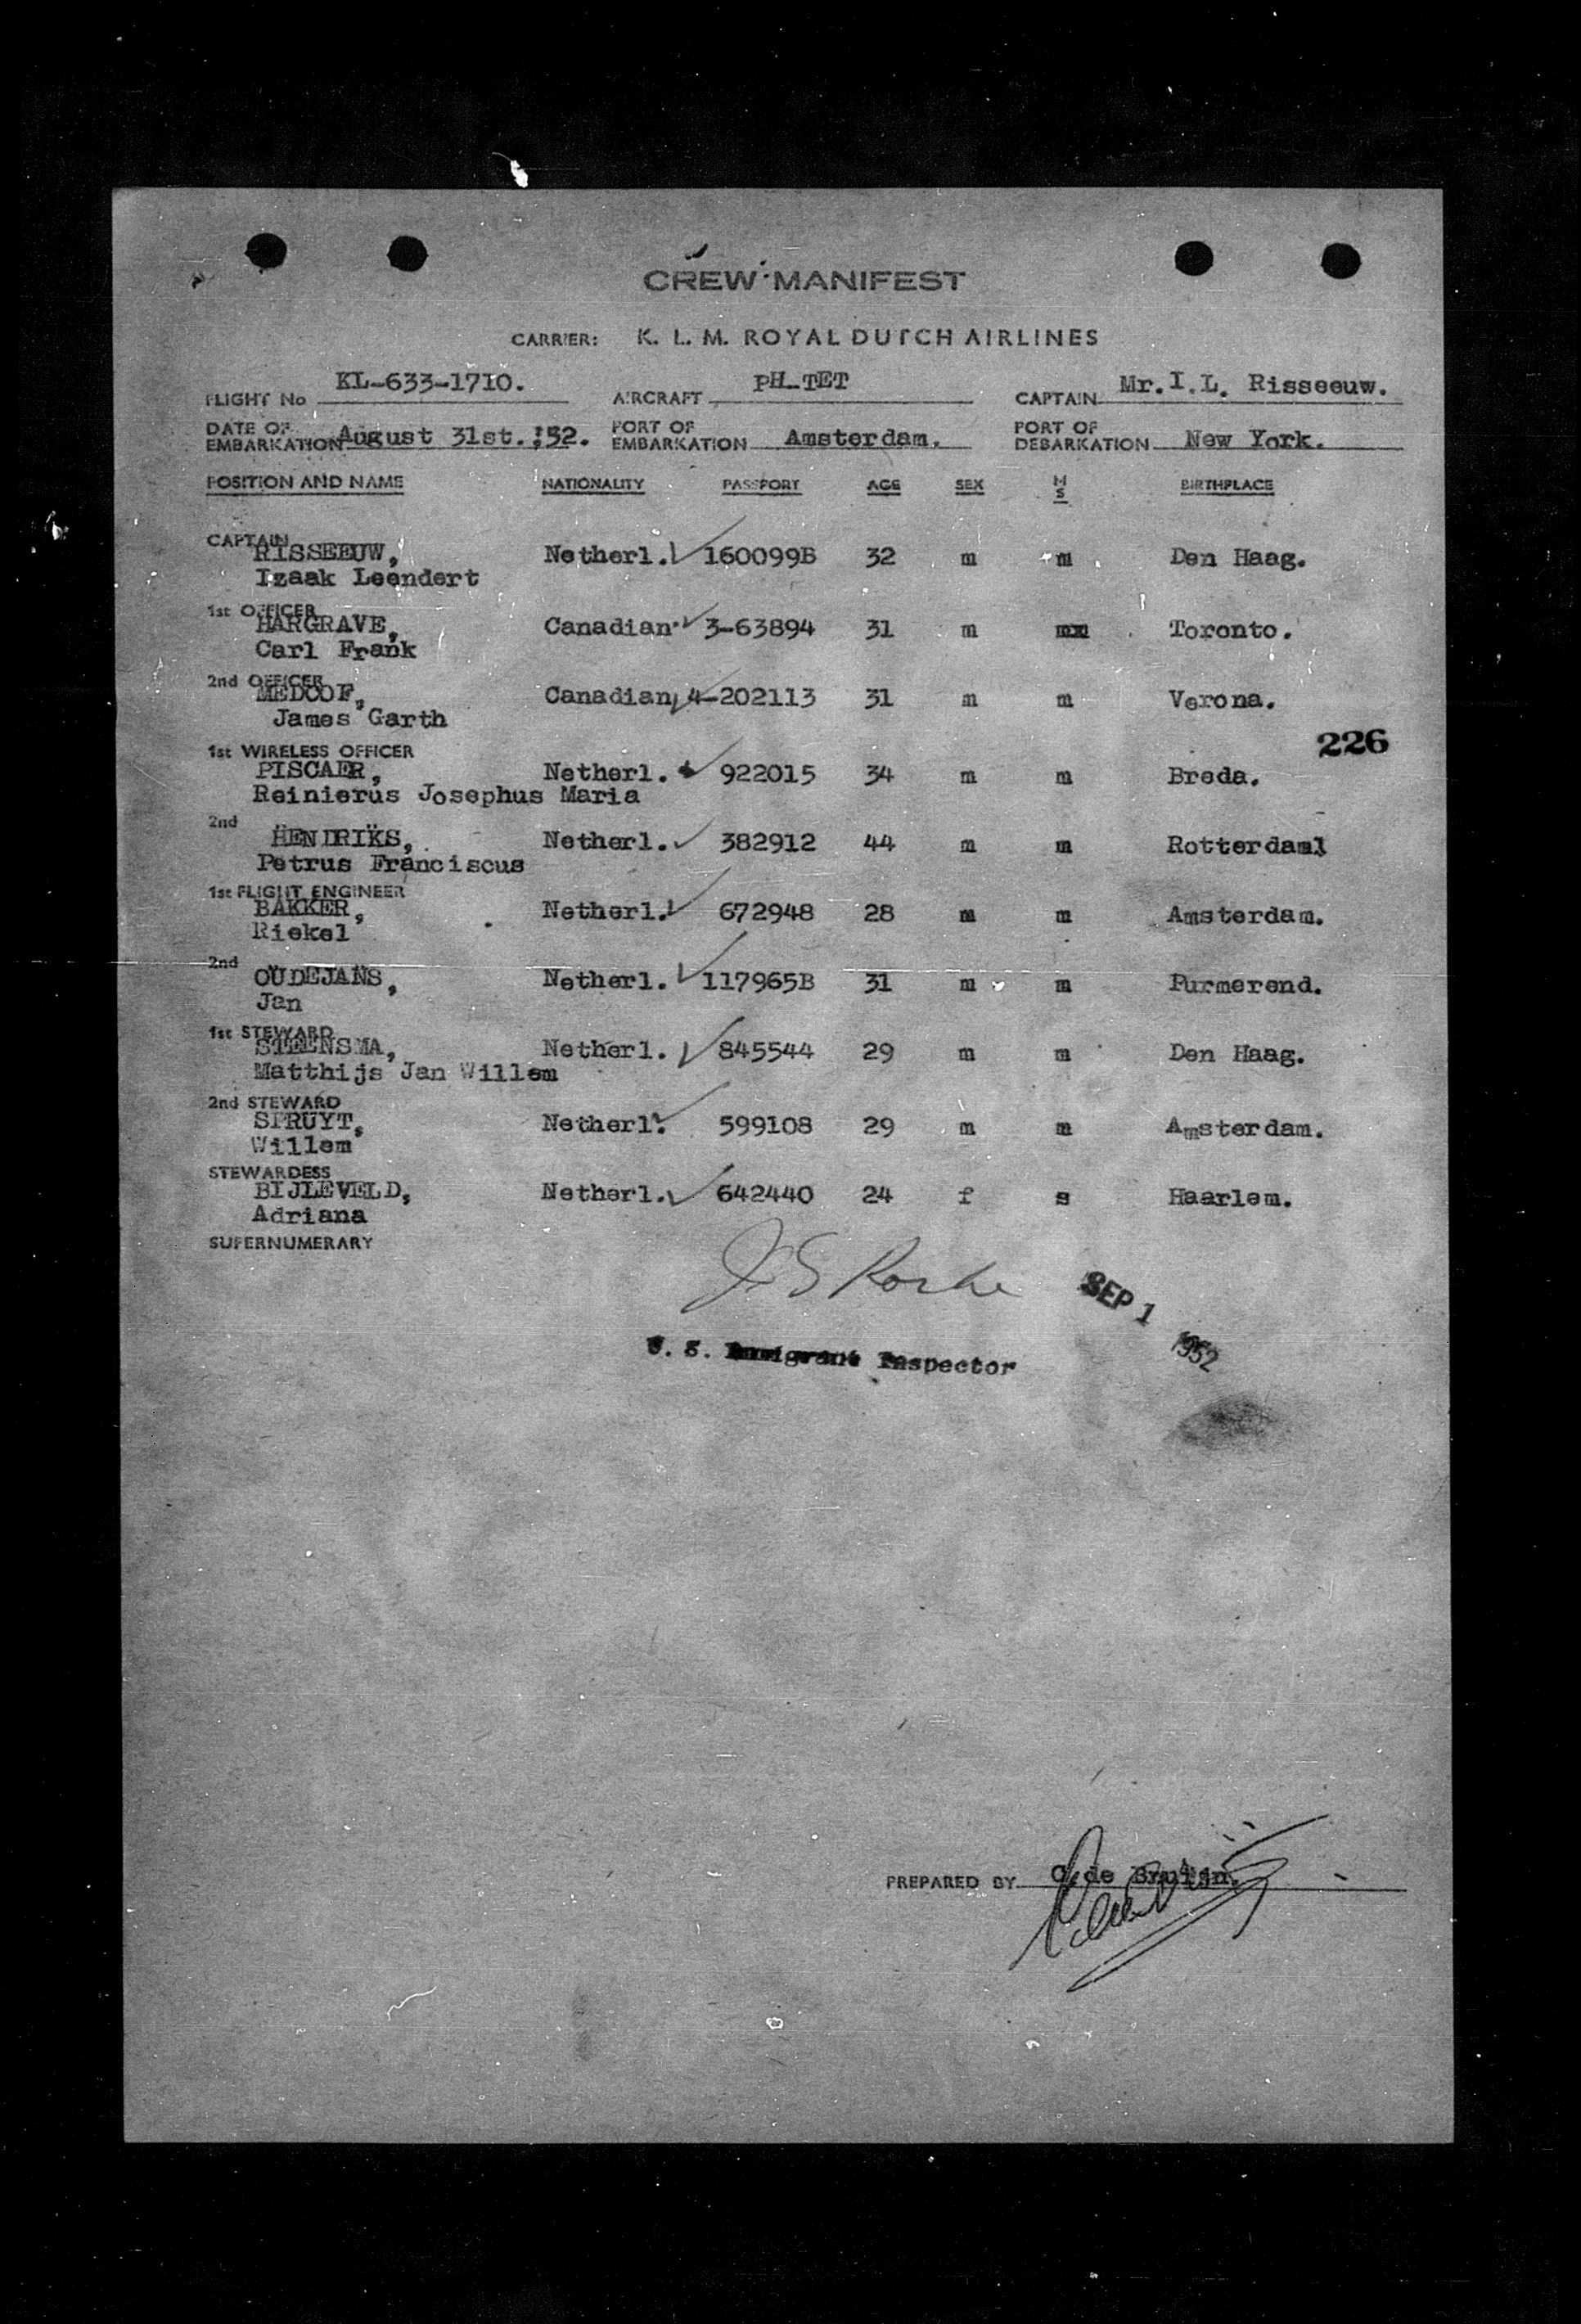 CREW MANIFEST
CARRIER: K. L. M. ROYAL DUTCH AIRLINES
FLIGHT No KL-633-1710. AIRCRAFT PH-TET CAPTAIN Mr.I.L. Risseeuw.
DATE OF EMBARKATION August 31st.:52. PORT OF EMBARKATION Amsterdam. PORT OF DEBARKATION New York.
POSITION AND NAME NATIONALITY PASSPORT AGE SEX M S BIRTHPLACE
CAPTAIN
RISSEEUW, Netherl. 160099B 32 m m Den Haag.
Izaak Leendert
1st OFFICER
HARGRAVE, Canadian 3-63894 31 m Toronto.
Carl Frank
2nd OFFICER
MEDCOF, Canadian 4-202113 31 m m Verona.
James Garth
226
1st WIRELESS OFFICER
PISCAER, Netherl. 922015 34 m m Breda.
Reinierus Josephus Maria
2nd
HENDRIKS, Netherl. 382912 44 m m Rotterdam
Petrus Franciscus
1st FLIGHT ENGINEER
BAKKER, Netherl. 672948 28 m m Amsterdam.
Riekel
2nd
OUDEJANS, Netherl. 117965B 31 m m Purmerend.
Jan
1st STEWARD
STEENSMA, Netherl. 845544 29 m m Den Haag.
Matthijs Jan Willem
2nd STEWARD
SPRUYT, Netherl. 599108 29 m m Amsterdam.
Willem
STEWARDESS
BIJLEVELD, Netherl. 642440 24 f s Haarlem.
Adriana
SUPERNUMERARY
SEP 1 1952
U. S. Immigrant Inspector
PREPARED BY C. de Bruijn.